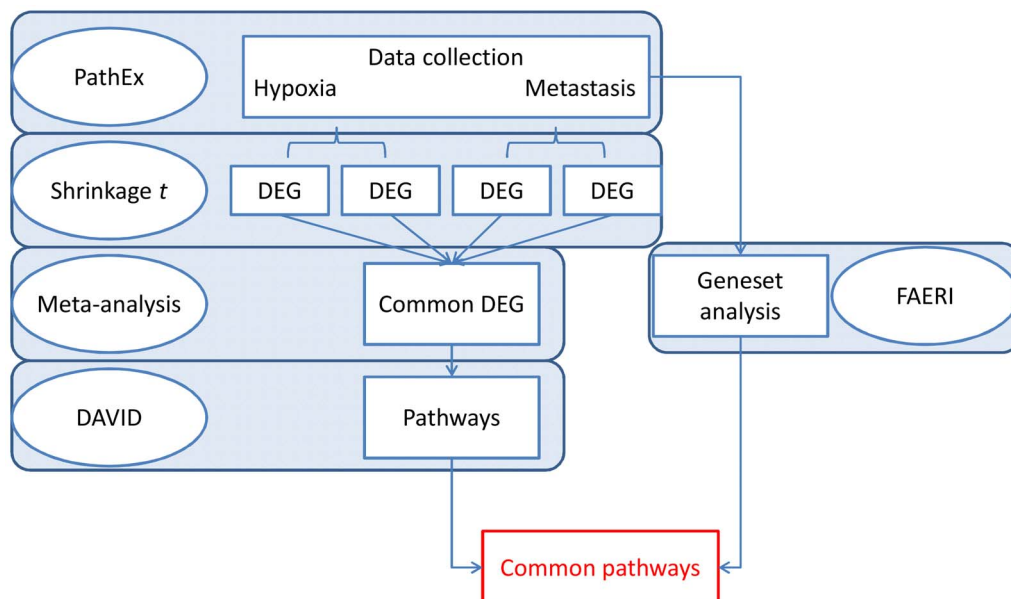 PathEx
Data collection
Hypoxia Metastasis
Shrinkage t
DEG DEG DEG DEG
Meta-analysis
Common DEG
Geneset
analysis
FAERI
DAVID
Pathways
Common pathways